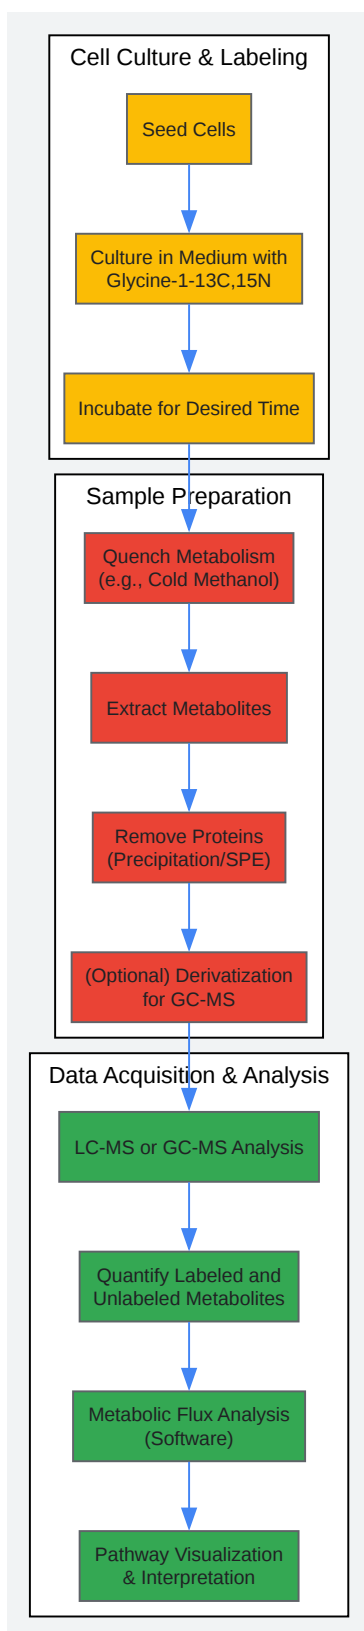 Cell Culture & Labeling
Seed Cells
Culture in Medium with
Glycine-1-13C,15N
Incubate for Desired Time
Sample Preparation
Quench Metabolism
(e.g., Cold Methanol)
Extract Metabolites
Remove Proteins
(Precipitation/SPE)
(Optional) Derivatization
for GC-MS
Data Acquisition & Analysis
LC-MS or GC-MS Analysis
Quantify Labeled and
Unlabeled Metabolites
Metabolic Flux Analysis
(Software)
Pathway Visualization
& Interpretation